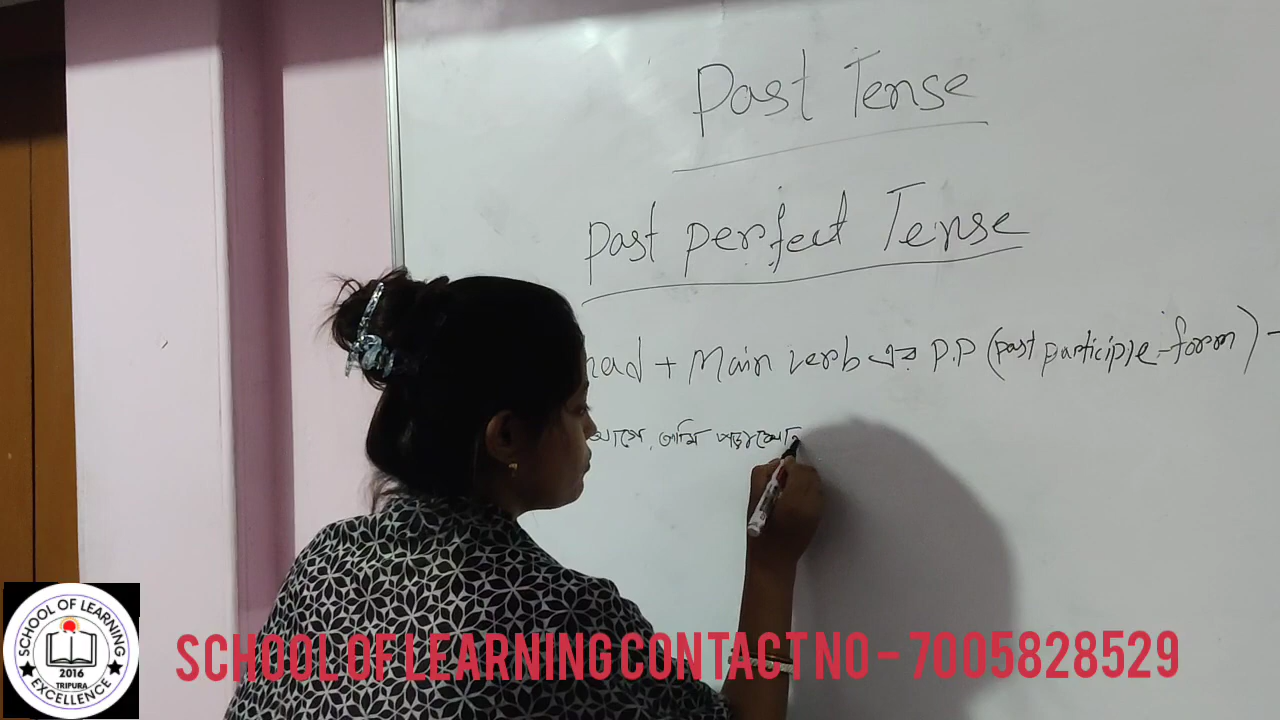 Past Tense
Past perfect Tense
had + Main verb এর P.P (past participle-form) -
আগে, আমি
SCHOOL OF LEARNING
2016
TRIPURA
EXCELLENCE
SCHOOL OF LEARNING CONTACT NO - 7005828529